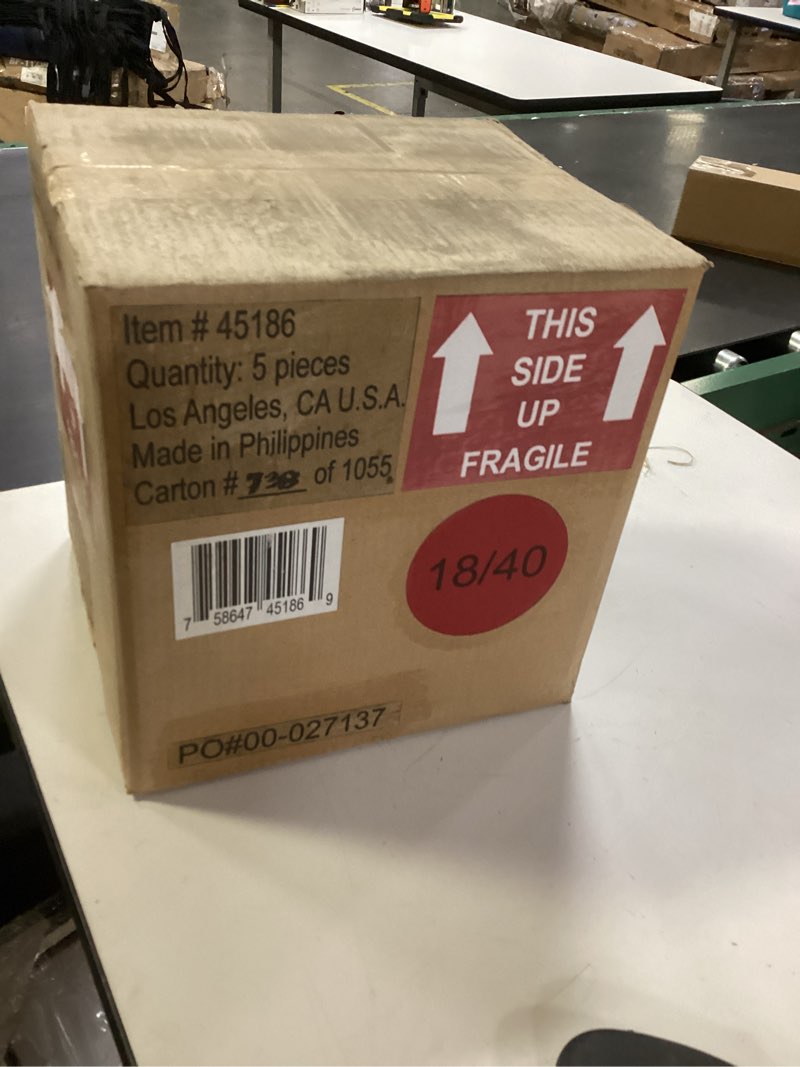 Item # 45186
Quantity: 5 pieces
Los Angeles, CA U.S.A.
Made in Philippines
Carton # 738 of 1055
THIS
SIDE
UP
FRAGILE
18/40
7 58647 45186 9
PO#00-027137